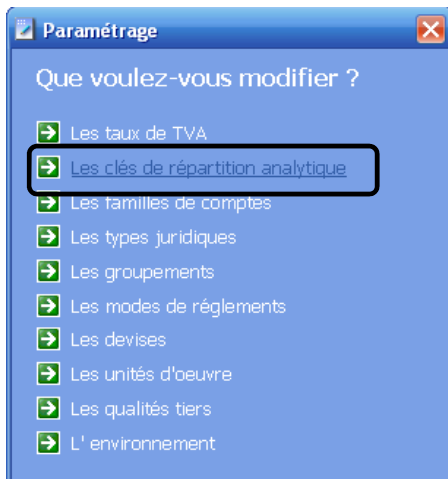 Paramétrage
Que voulez-vous modifier ?
Les taux de TVA
Les clés de répartition analytique
Les familles de comptes
Les types juridiques
Les groupements
Les modes de réglements
Les devises
Les unités d'oeuvre
Les qualités tiers
L' environnement